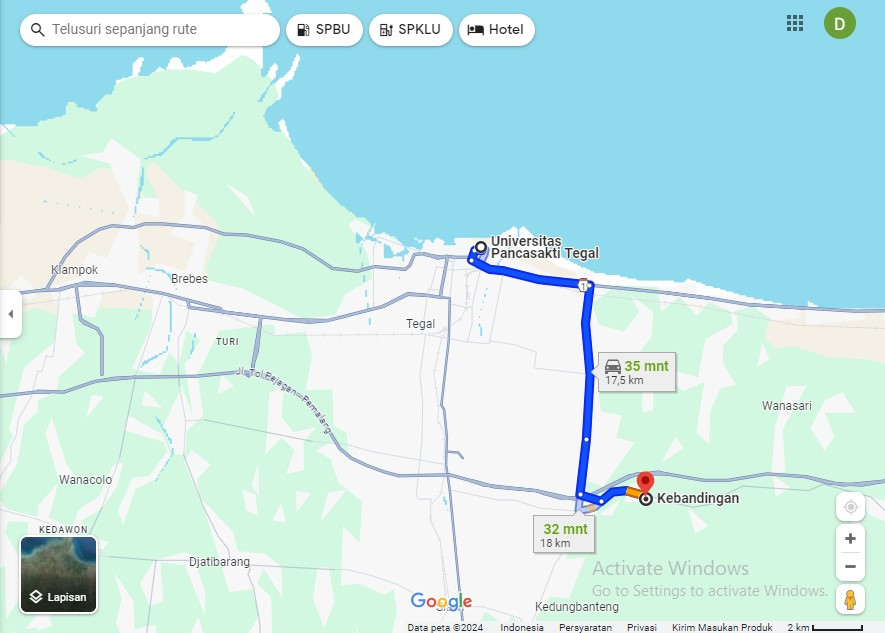 Telusuri sepanjang rute
SPBU
SPKLU
Hotel
D
Universitas
Pancasakti Tegal
Klampok
Brebes
1
Tegal
TURI
35 mnt
17,5 km
Jl. Tol Pejagan - Pemalang
Wanasari
Wanacolo
Kebandingan
KEDAWON
32 mnt
18 km
Djatibarang
Activate Windows
Go to Settings to activate Windows.
Lapisan
Google
Kedungbanteng
Data peta ©2024
Indonesia
Persyaratan
Privasi
Kirim Masukan Produk
2 km